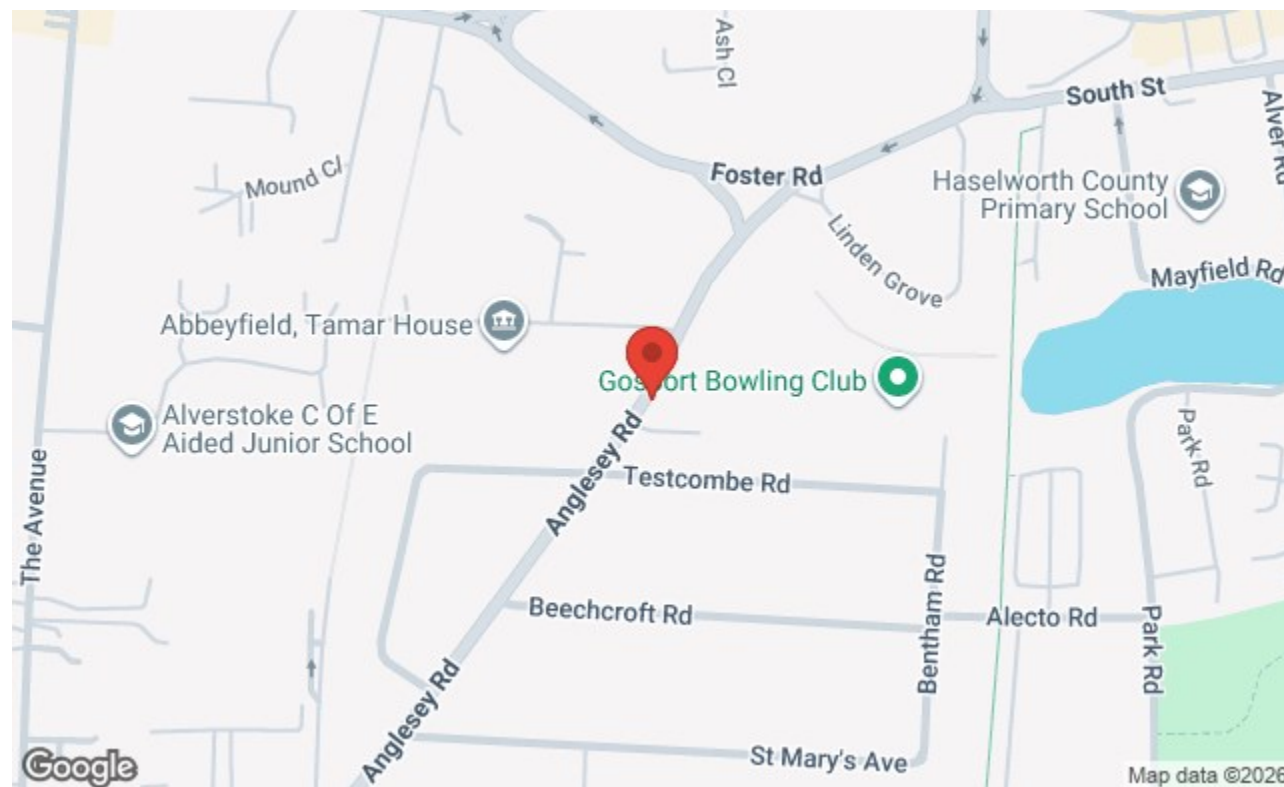 Ash Cl
South St
Alver Rd
Mound Cl
Foster Rd
Haselworth County
Primary School
Linden Grove
Mayfield Rd
Abbeyfield, Tamar House
Gosport Bowling Club
Alverstoke C Of E
Aided Junior School
Anglesey Rd
Park Rd
Testcombe Rd
The Avenue
Beechcroft Rd
Bentham Rd
Alecto Rd
Park Rd
Anglesey Rd
St Mary's Ave
Google
Map data ©2026